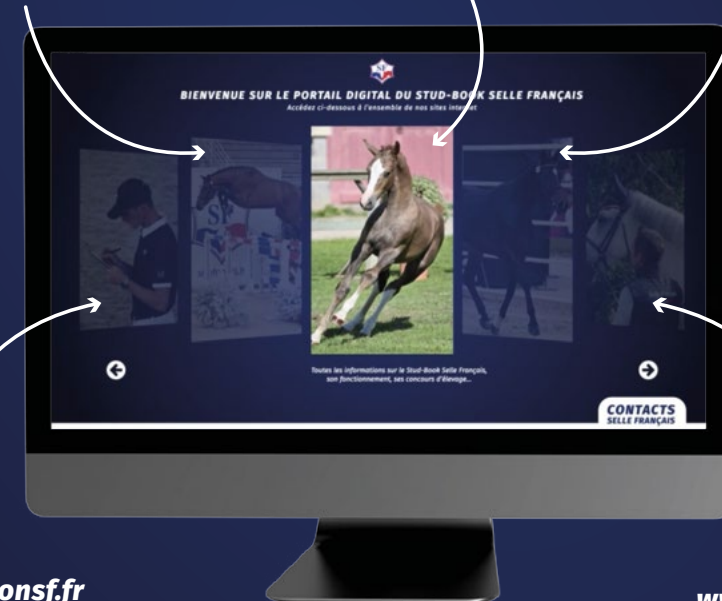 BIENVENUE SUR LE PORTAIL DIGITAL DU STUD-BOOK SELLE FRANÇAIS
Accédez ci-dessous à l'ensemble de nos sites internet
Toutes les informations sur le Stud-Book Selle Français,
son fonctionnement, ses concours d'élevage...
CONTACTS
SELLE FRANÇAIS
onsf.fr